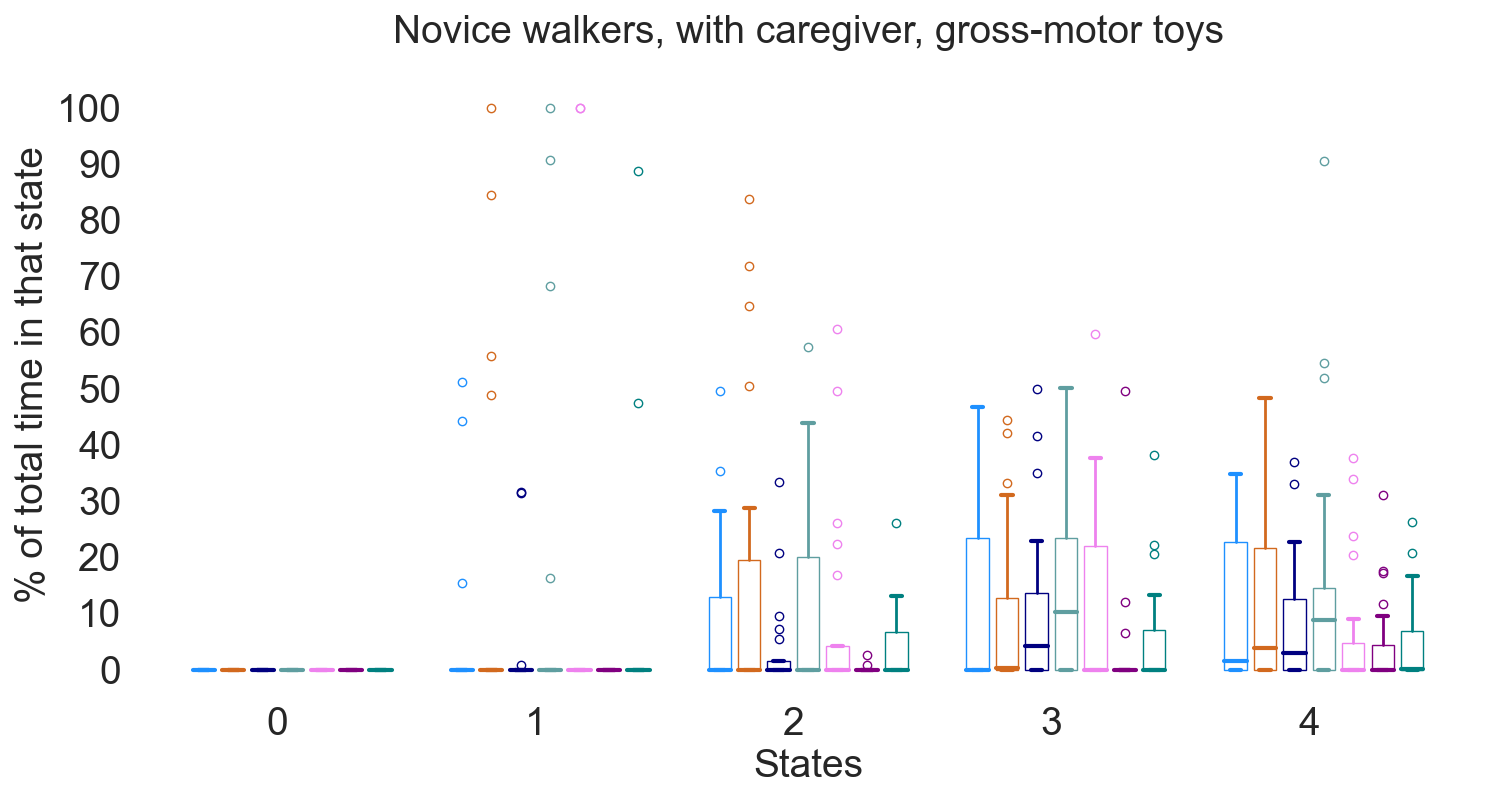 Novice walkers, with caregiver, gross-motor toys
% of total time in that state
100
90
80
70
60
50
40
30
20
10
0
0 1 2 3 4
States